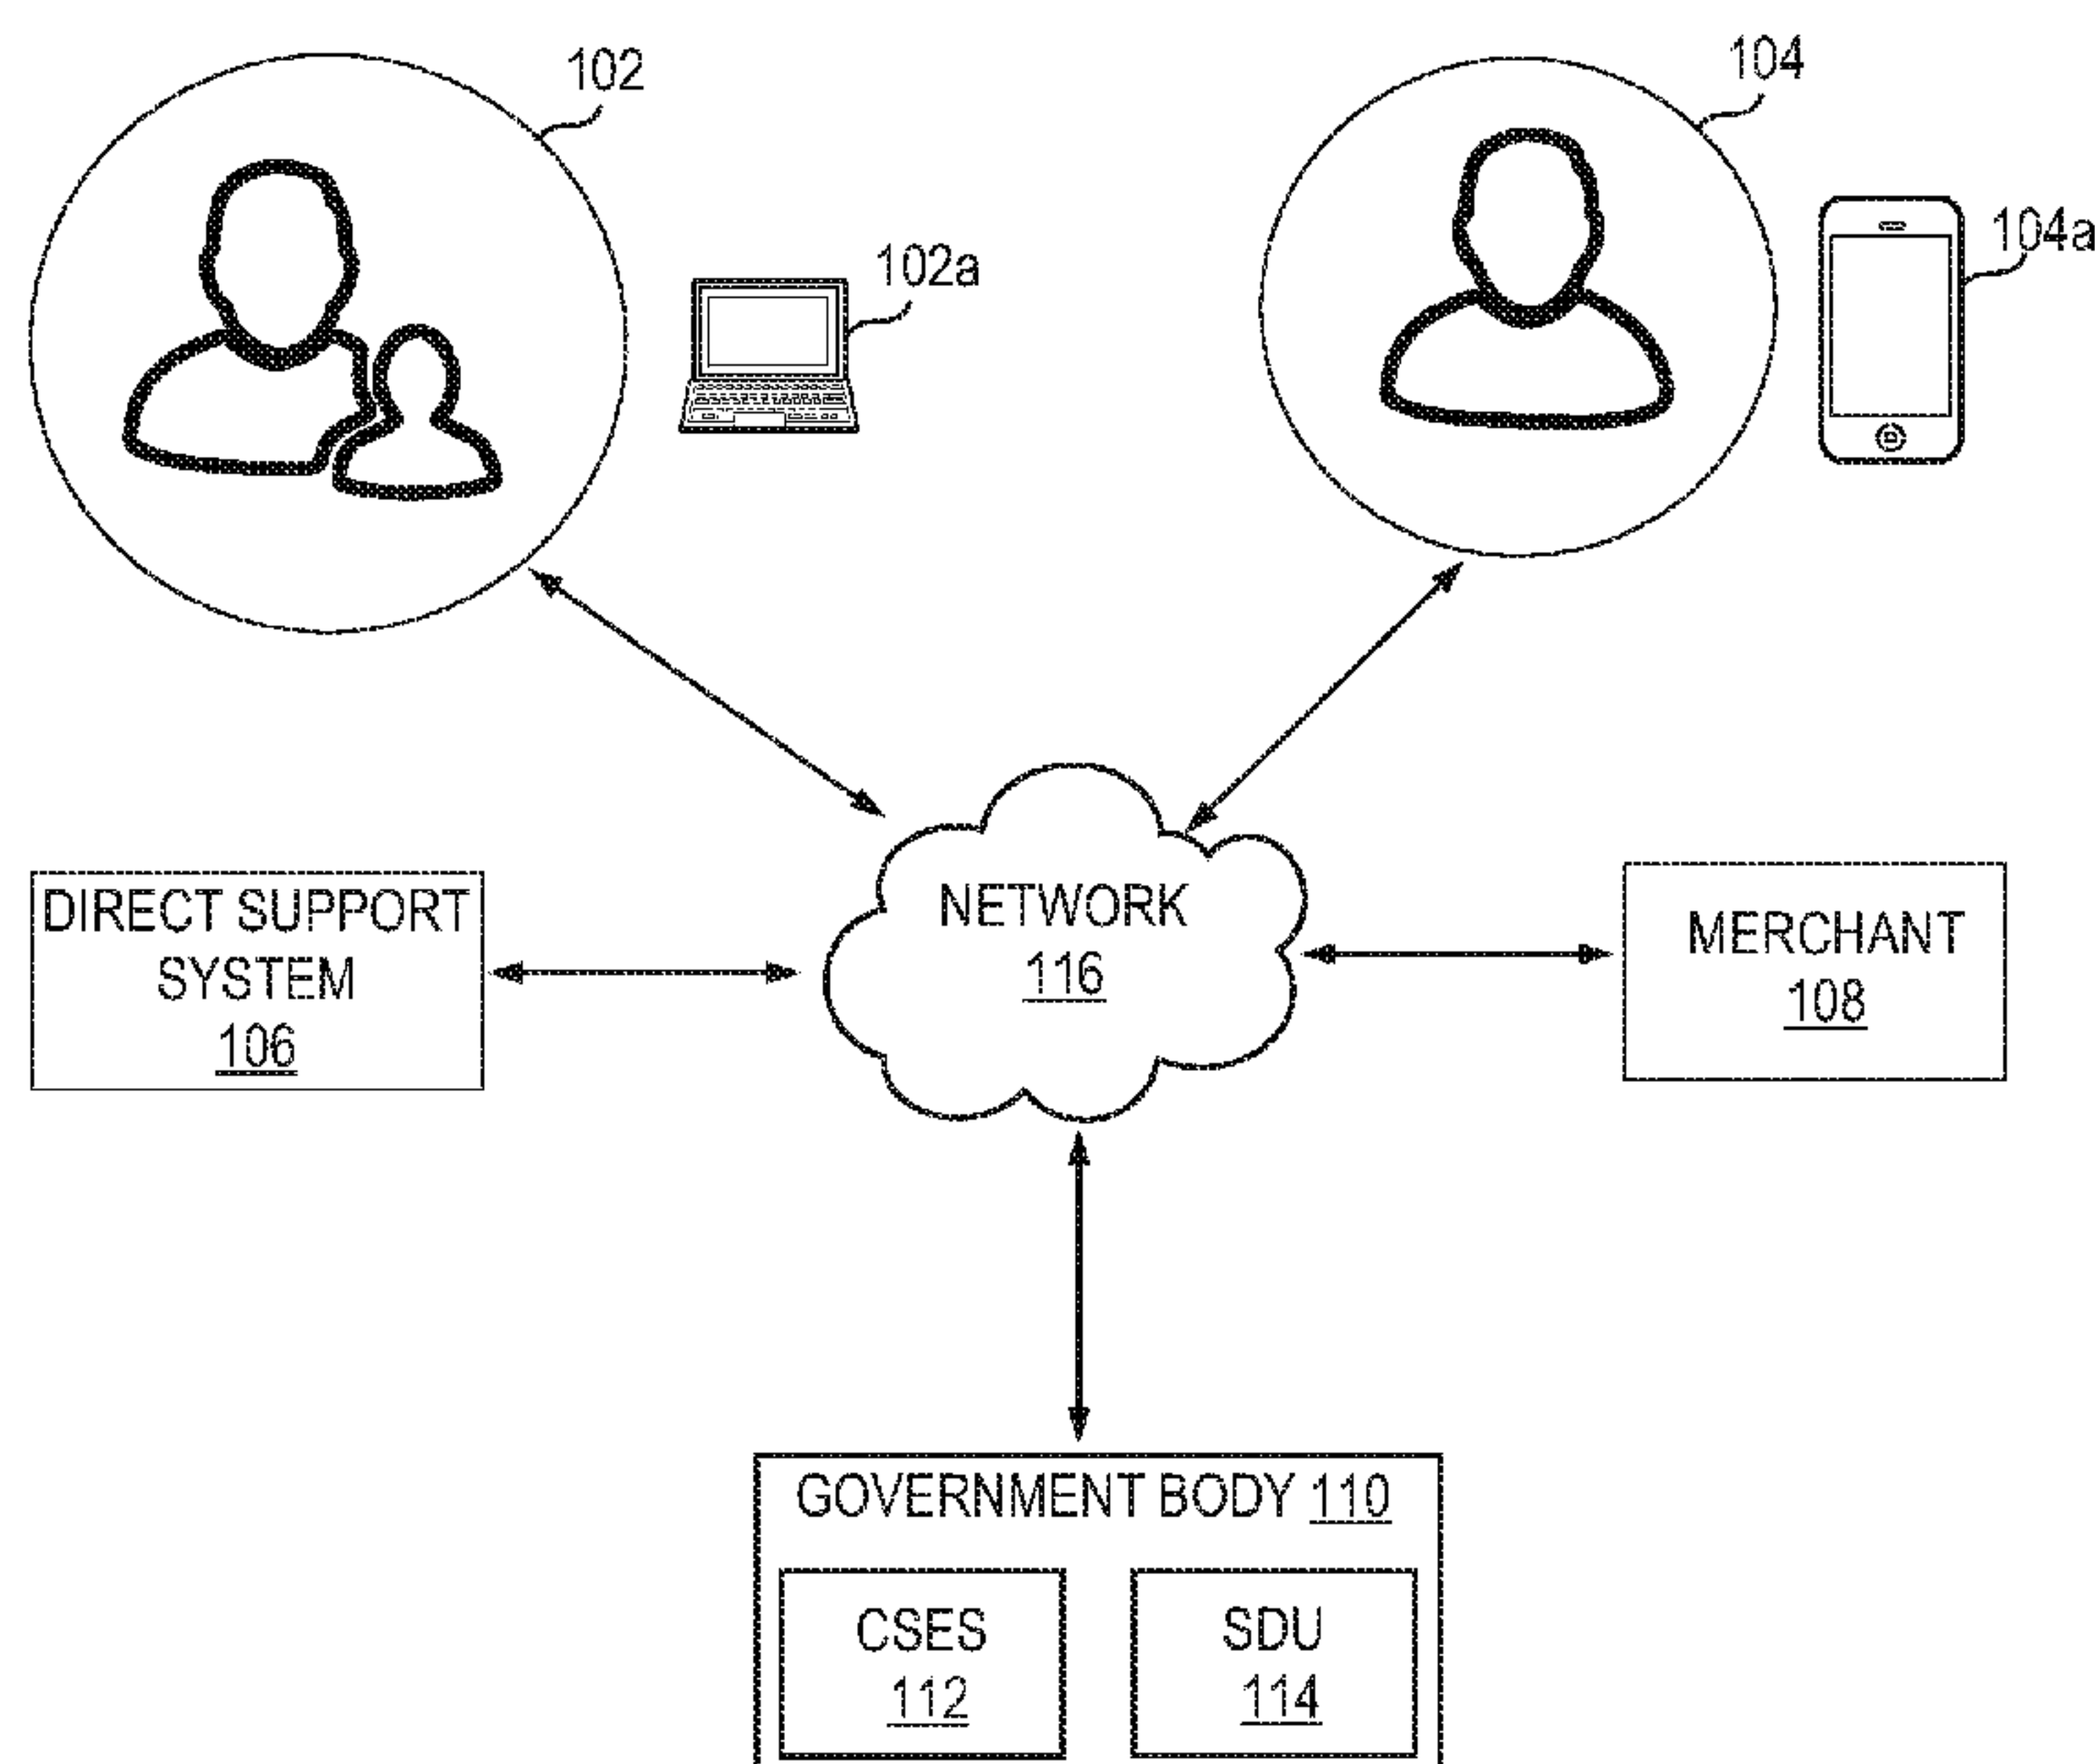 102
104
102a
104a
DIRECT SUPPORT
SYSTEM
106
NETWORK
116
MERCHANT
108
GOVERNMENT BODY 110
CSES
112
SDU
114